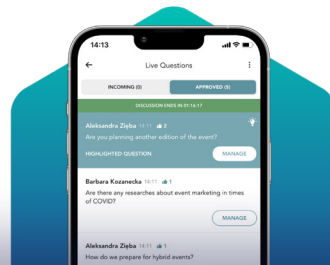 14:13
Live Questions
INCOMING (0)
APPROVED (5)
DISCUSSION ENDS IN 01:16:17
Aleksandra Zięba 14:11 2
Are you planning another edition of the event?
HIGHLIGHTED QUESTION
MANAGE
Barbara Kozanecka 14:11 1
Are there any researches about event marketing in times
of COVID?
MANAGE
Aleksandra Zięba 14:11 1
How do we prepare for hybrid events?